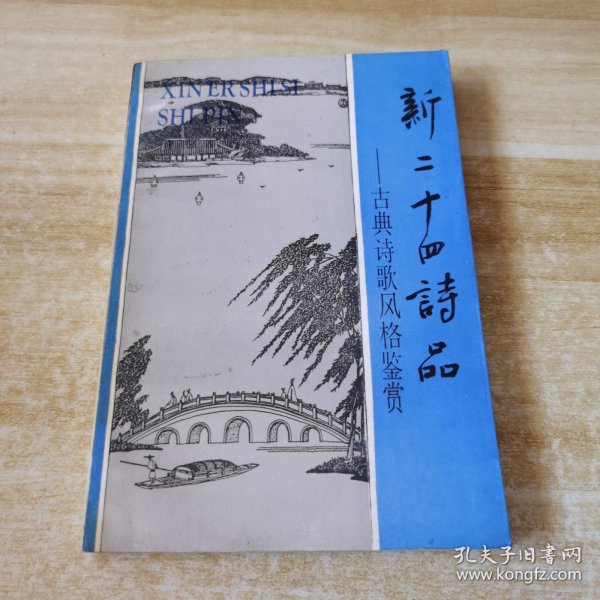 XIN ER SHI SI
SHI PIN
新二十四詩品
——古典诗歌风格鉴赏
孔夫子旧书网
www.kongfz.com